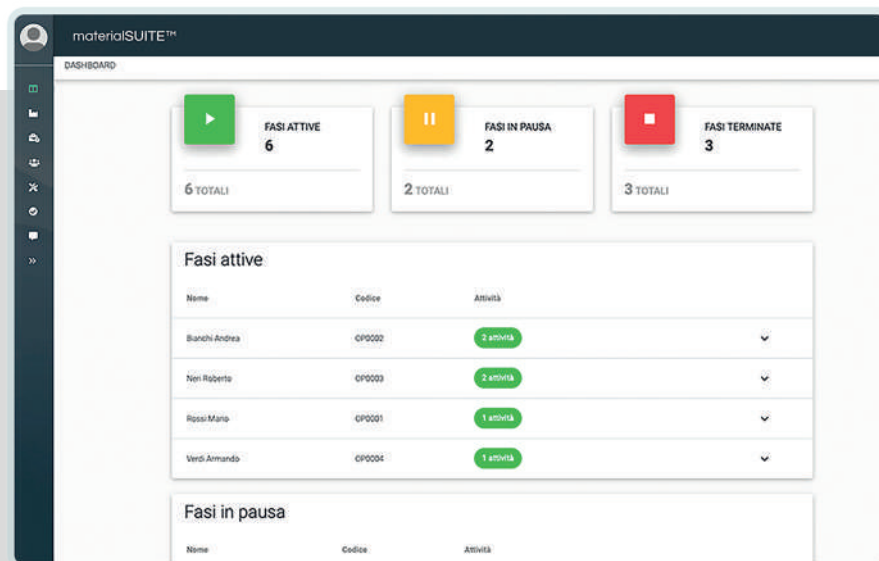 materialSUITE™
DASHBOARD
FASI ATTIVE
6
6 TOTALI
FASI IN PAUSA
2
2 TOTALI
FASI TERMINATE
3
3 TOTALI
Fasi attive
Nome Codice Attività
Bianchi Andrea OP0002 2 attività
Neri Roberto OP0003 2 attività
Rossi Mario OP0001 1 attività
Verdi Armando OP0004 1 attività
Fasi in pausa
Nome Codice Attività